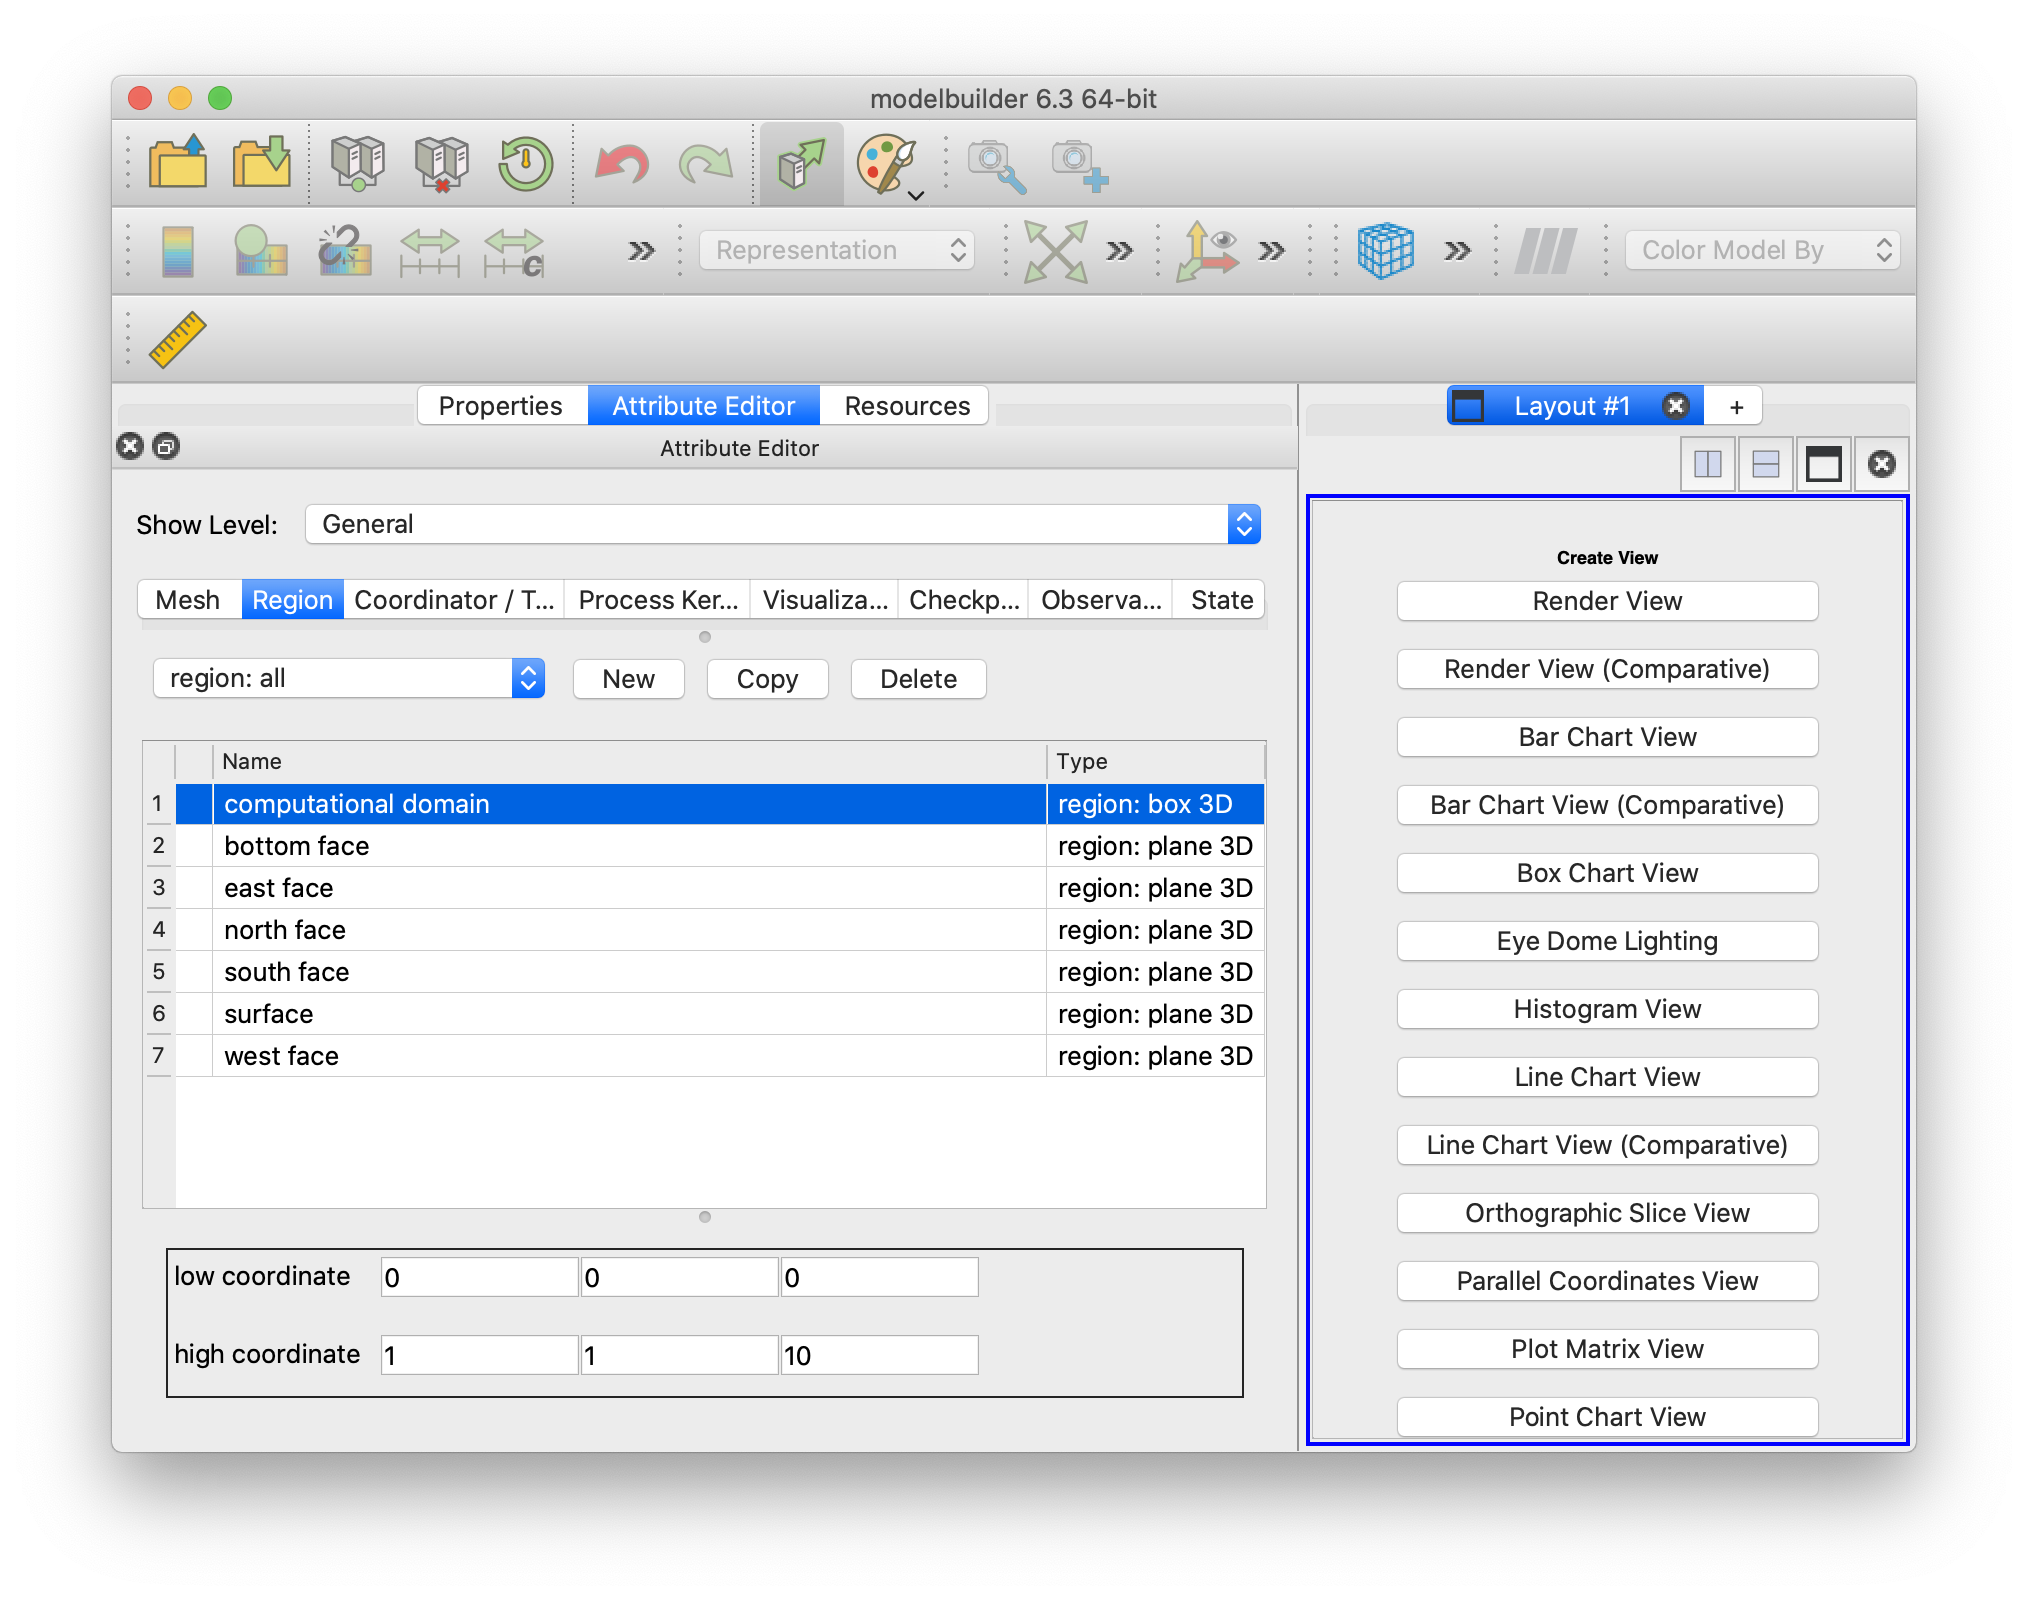 modelbuilder 6.3 64-bit
c
Representation
Color Model By
Properties Attribute Editor Resources
Layout #1 +
Attribute Editor
Show Level: General
Mesh Region Coordinator / T... Process Ker... Visualiza... Checkp... Observa... State
region: all New Copy Delete
Name Type
1 computational domain region: box 3D
2 bottom face region: plane 3D
3 east face region: plane 3D
4 north face region: plane 3D
5 south face region: plane 3D
6 surface region: plane 3D
7 west face region: plane 3D
low coordinate 0 0 0
high coordinate 1 1 10
Create View
Render View
Render View (Comparative)
Bar Chart View
Bar Chart View (Comparative)
Box Chart View
Eye Dome Lighting
Histogram View
Line Chart View
Line Chart View (Comparative)
Orthographic Slice View
Parallel Coordinates View
Plot Matrix View
Point Chart View